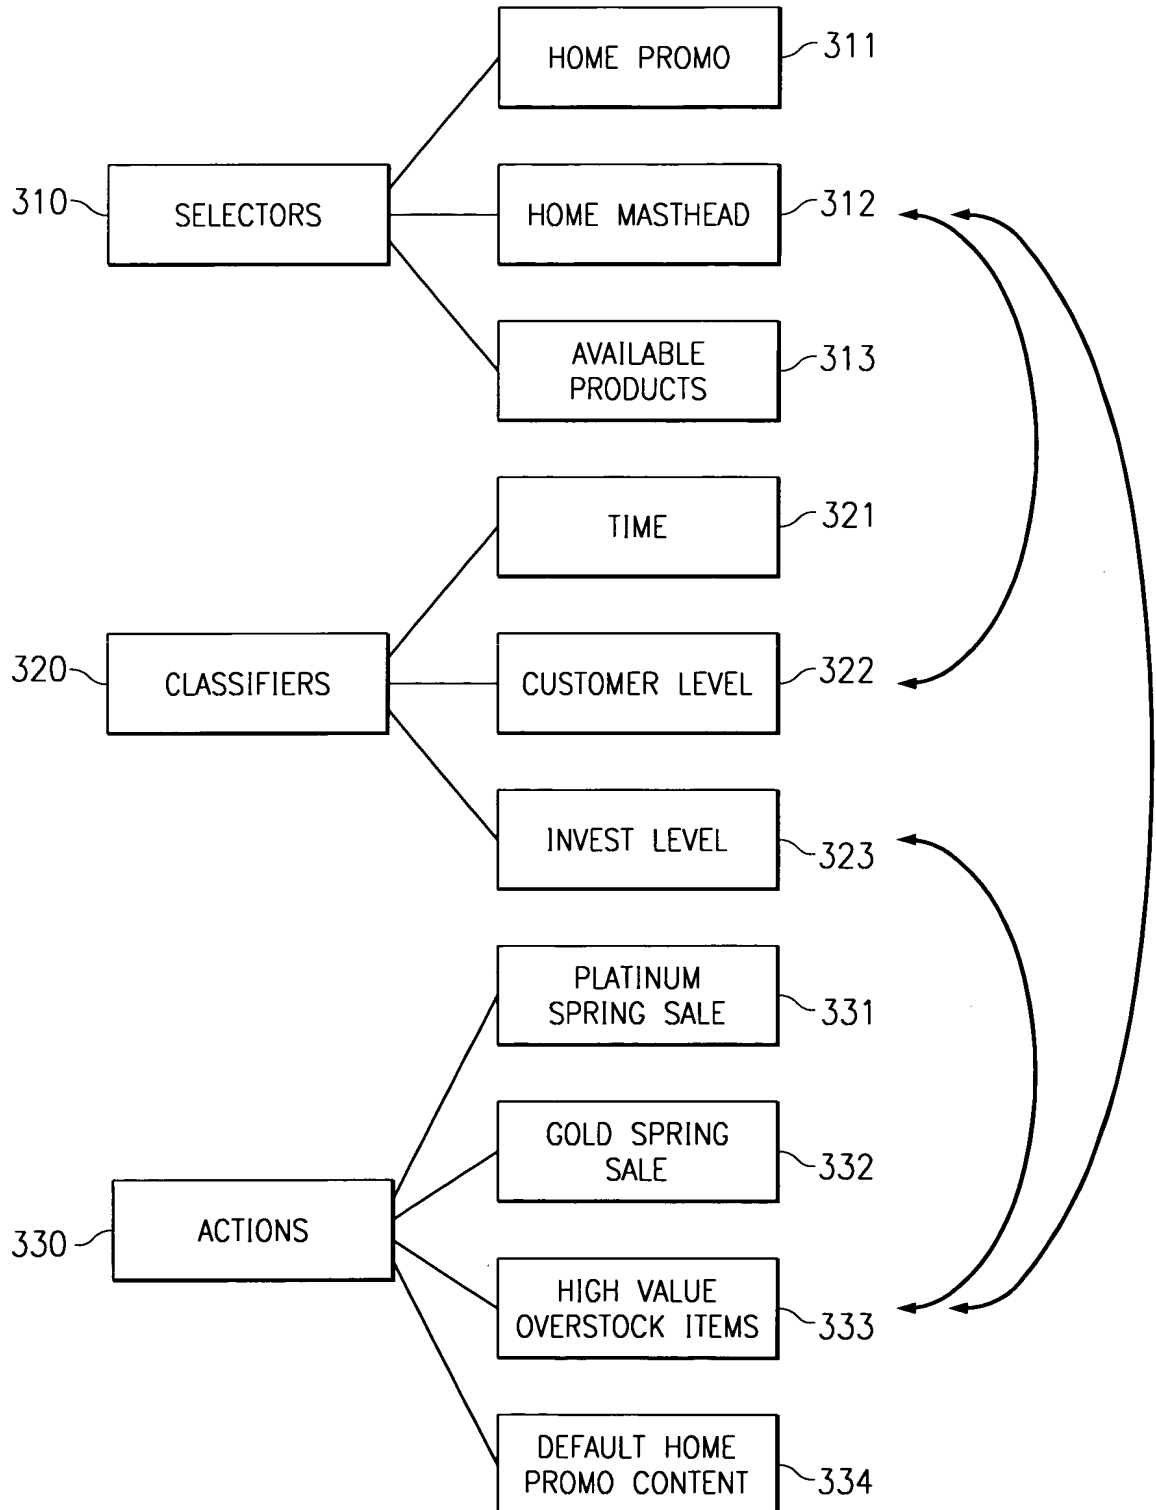 HOME PROMO
311
310
SELECTORS
HOME MASTHEAD
312
AVAILABLE
PRODUCTS
313
TIME
321
320
CLASSIFIERS
CUSTOMER LEVEL
322
INVEST LEVEL
323
PLATINUM
SPRING SALE
331
GOLD SPRING
SALE
332
330
ACTIONS
HIGH VALUE
OVERSTOCK ITEMS
333
DEFAULT HOME
PROMO CONTENT
334